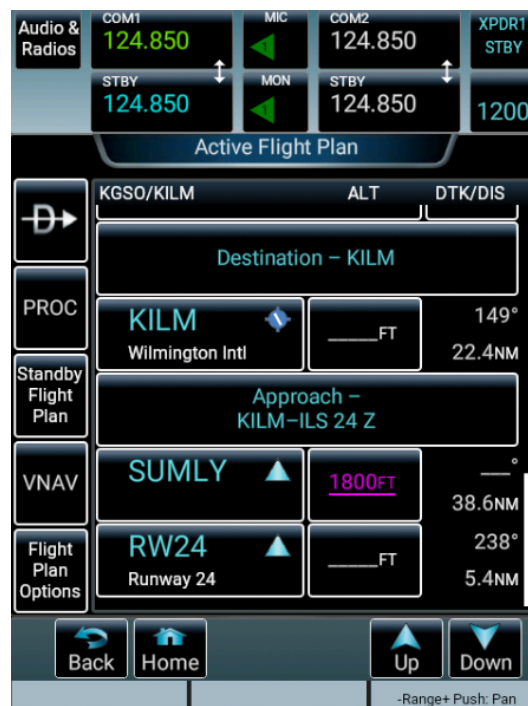 Audio &
Radios
COM1
124.850
STBY
124.850
MIC
1
MON
1
COM2
124.850
STBY
124.850
XPDR1
STBY
1200
Active Flight Plan
KGSO/KILM ALT DTK/DIS
PROC
Standby
Flight
Plan
VNAV
Flight
Plan
Options
Destination – KILM
KILM
Wilmington Intl
_____FT
149°
22.4NM
Approach –
KILM–ILS 24 Z
SUMLY
1800FT
___°
38.6NM
RW24
Runway 24
_____FT
238°
5.4NM
Back
Home
Up
Down
-Range+ Push: Pan